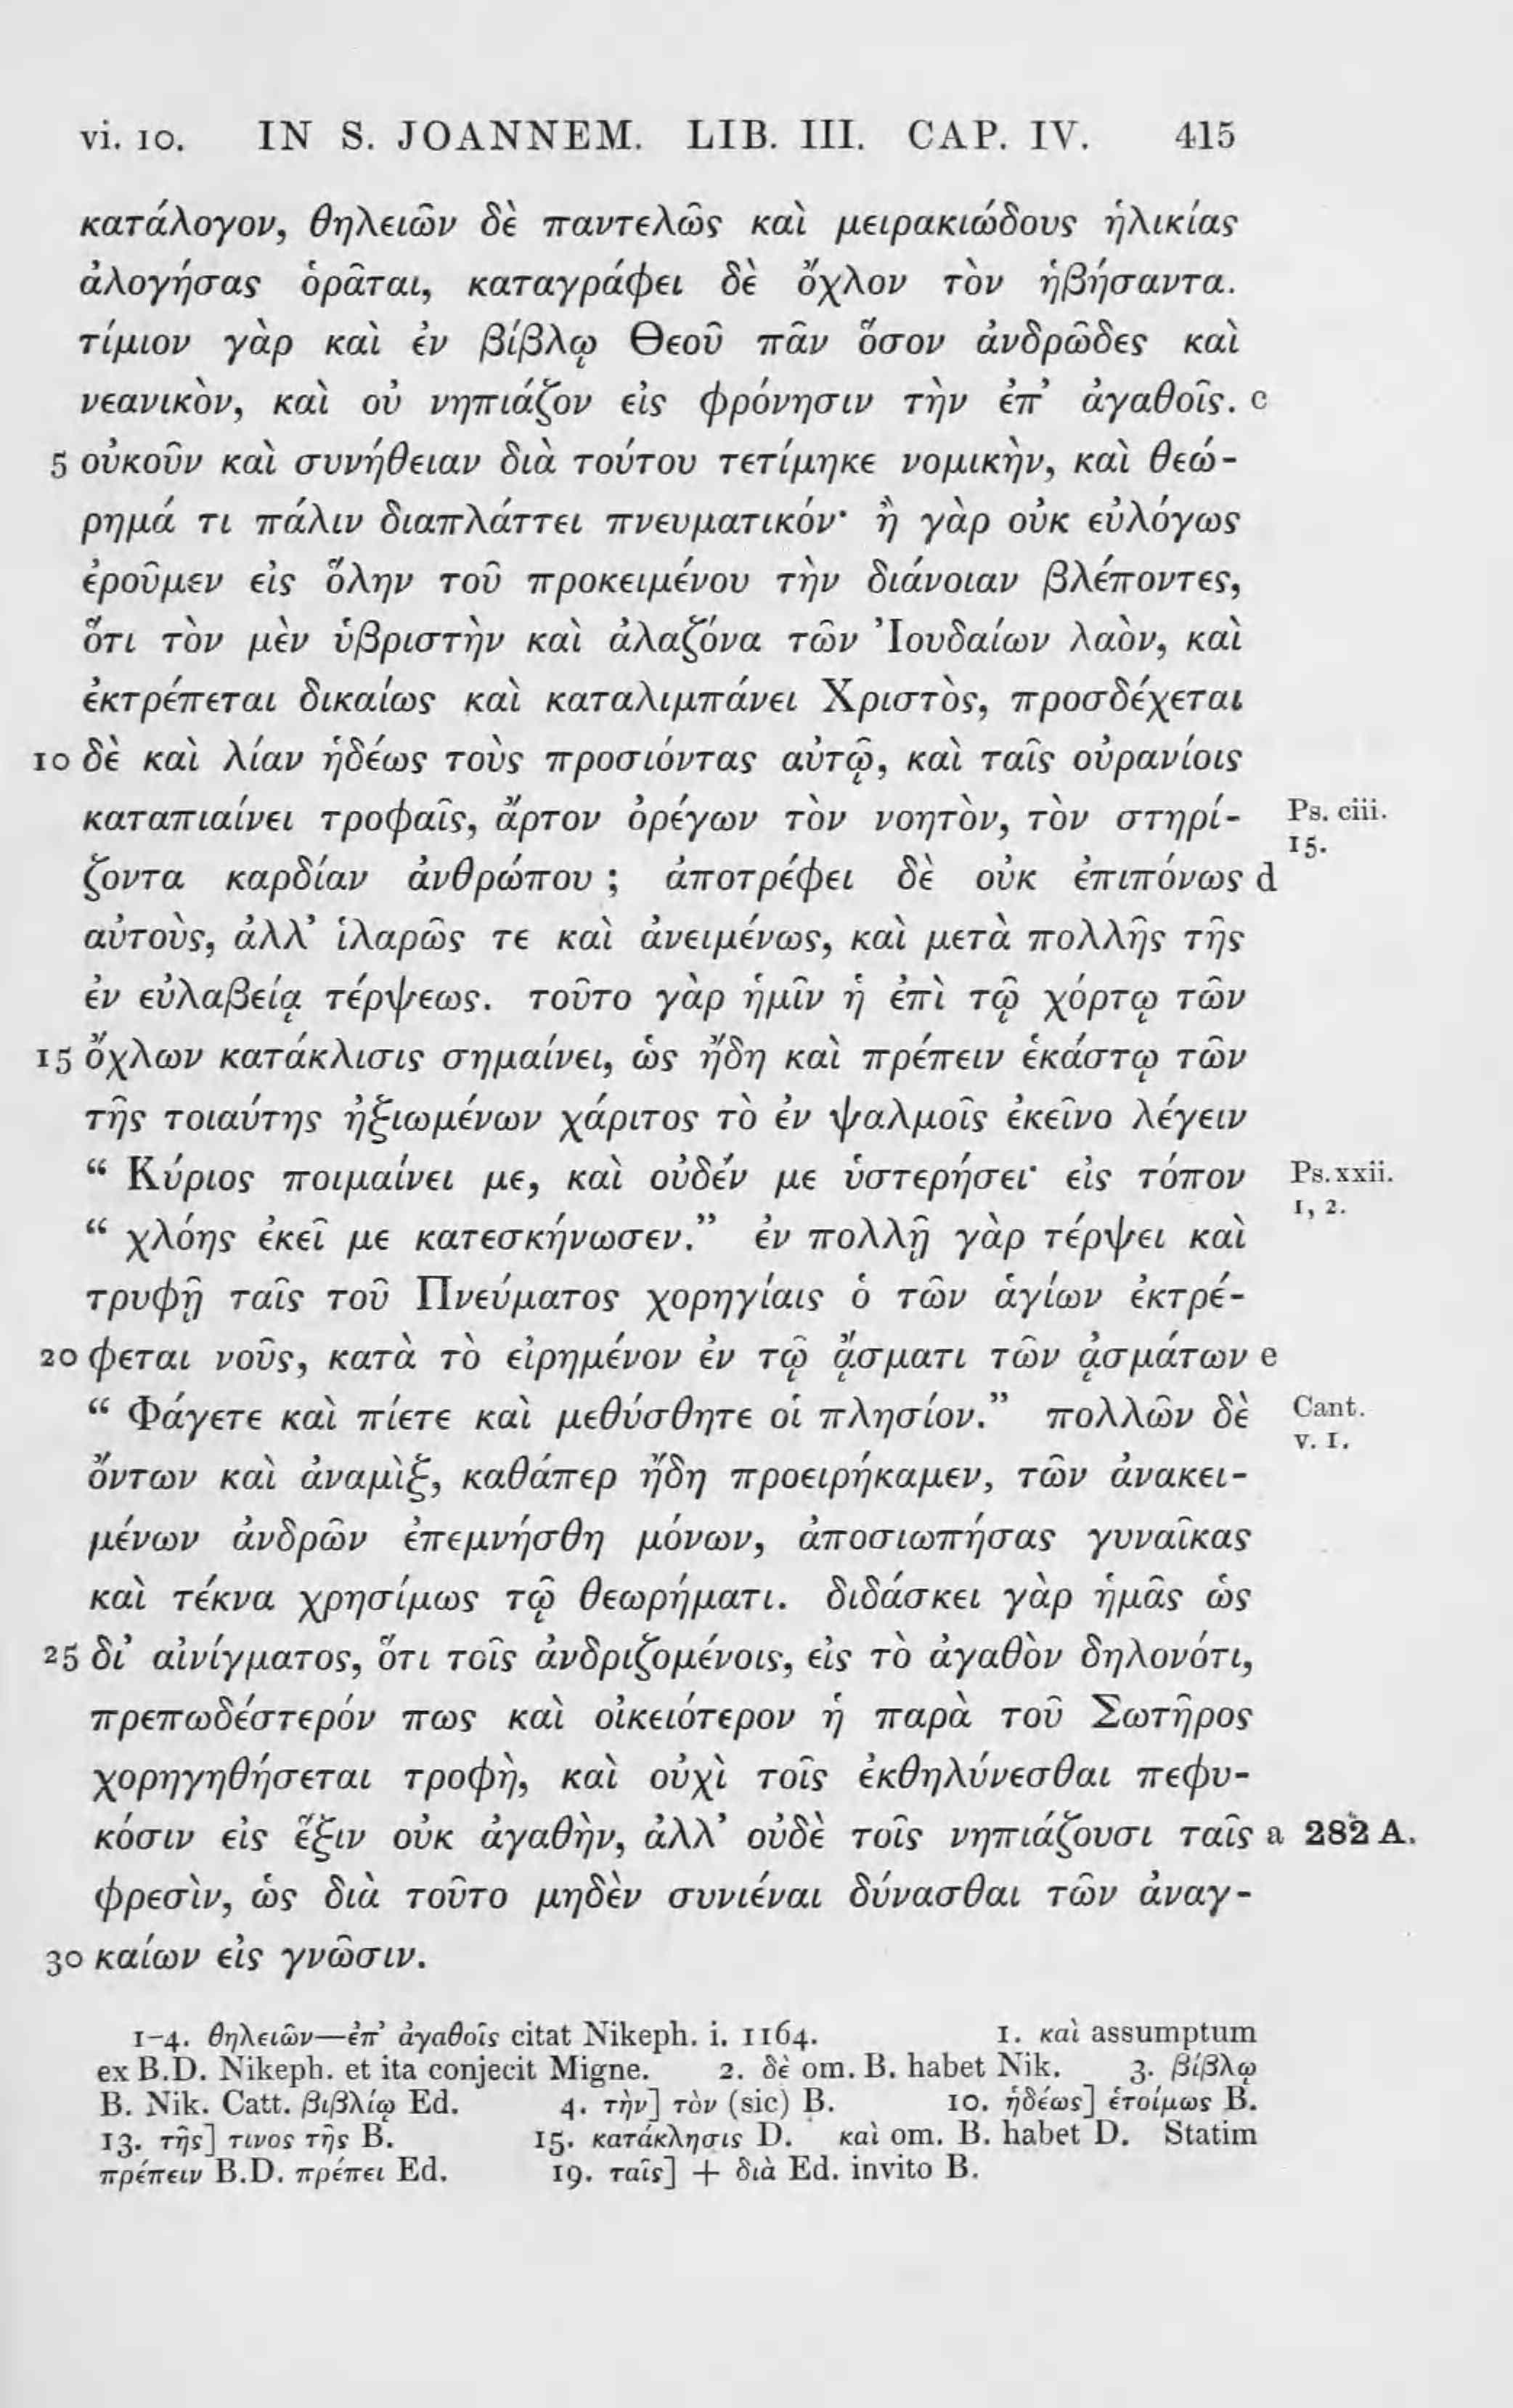 vi. 10. IN S. JOANNEM. LIB. III. CAP. IV. 415
κατάλογον, θηλειῶν δὲ παντελῶς καὶ μειρακιώδους ἡλικίας
ἀλογήσας ὁρᾶται, καταγράφει δὲ ὄχλον τὸν ἡβήσαντα.
τίμιον γὰρ καὶ ἐν βίβλῳ Θεοῦ πᾶν ὅσον ἀνδρῶδες καὶ
νεανικὸν, καὶ οὐ νηπιάζον εἰς φρόνησιν τὴν ἐπ’ ἀγαθοῖς. c
5 οὐκοῦν καὶ συνήθειαν διὰ τούτου τετίμηκε νομικὴν, καὶ θεώ-
ρημά τι πάλιν διαπλάττει πνευματικόν· ἢ γὰρ οὐκ εὐλόγως
ἐροῦμεν εἰς ὅλην τοῦ προκειμένου τὴν διάνοιαν βλέποντες,
ὅτι τὸν μὲν ὑβριστὴν καὶ ἀλαζόνα τῶν Ἰουδαίων λαὸν, καὶ
ἐκτρέπεται δικαίως καὶ καταλιμπάνει Χριστὸς, προσδέχεται
10 δὲ καὶ λίαν ἡδέως τοὺς προσιόντας αὐτῷ, καὶ ταῖς οὐρανίοις
καταπιαίνει τροφαῖς, ἄρτον ὀρέγων τὸν νοητὸν, τὸν στηρί- Ps. ciii.
15.
ζοντα καρδίαν ἀνθρώπου ; ἀποτρέφει δὲ οὐκ ἐπιπόνως d
αὐτοὺς, ἀλλ’ ἱλαρῶς τε καὶ ἀνειμένως, καὶ μετὰ πολλῆς τῆς
ἐν εὐλαβείᾳ τέρψεως. τοῦτο γὰρ ἡμῖν ἡ ἐπὶ τῷ χόρτῳ τῶν
15 ὄχλων κατάκλισις σημαίνει, ὡς ἤδη καὶ πρέπειν ἑκάστῳ τῶν
τῆς τοιαύτης ἠξιωμένων χάριτος τὸ ἐν ψαλμοῖς ἐκεῖνο λέγειν
“ Κύριος ποιμαίνει με, καὶ οὐδέν με ὑστερήσει· εἰς τόπον Ps. xxii.
1, 2.
“ χλόης ἐκεῖ με κατεσκήνωσεν.” ἐν πολλῇ γὰρ τέρψει καὶ
τρυφῇ ταῖς τοῦ Πνεύματος χορηγίαις ὁ τῶν ἁγίων ἐκτρέ-
20 φεται νοῦς, κατὰ τὸ εἰρημένον ἐν τῷ ᾄσματι τῶν ᾀσμάτων e
“ Φάγετε καὶ πίετε καὶ μεθύσθητε οἱ πλησίον.” πολλῶν δὲ Cant.
v. 1.
ὄντων καὶ ἀναμὶξ, καθάπερ ἤδη προειρήκαμεν, τῶν ἀνακει-
μένων ἀνδρῶν ἐπεμνήσθη μόνων, ἀποσιωπήσας γυναῖκας
καὶ τέκνα χρησίμως τῷ θεωρήματι. διδάσκει γὰρ ἡμᾶς ὡς
25 δι’ αἰνίγματος, ὅτι τοῖς ἀνδριζομένοις, εἰς τὸ ἀγαθὸν δηλονότι,
πρεπωδέστερόν πως καὶ οἰκειότερον ἡ παρὰ τοῦ Σωτῆρος
χορηγηθήσεται τροφὴ, καὶ οὐχὶ τοῖς ἐκθηλύνεσθαι πεφυ-
κόσιν εἰς ἕξιν οὐκ ἀγαθὴν, ἀλλ’ οὐδὲ τοῖς νηπιάζουσι ταῖς a 282 A.
φρεσὶν, ὡς διὰ τοῦτο μηδὲν συνιέναι δύνασθαι τῶν ἀναγ-
30 καίων εἰς γνῶσιν.
1-4. θηλειῶν—ἐπ’ ἀγαθοῖς citat Nikeph. i. 1164. 1. καὶ assumptum
ex B.D. Nikeph. et ita conjecit Migne. 2. δὲ om. B. habet Nik. 3. βίβλῳ
B. Nik. Catt. βιβλίῳ Ed. 4. τὴν] τὸν (sic) B. 10. ἡδέως] ἑτοίμως B.
13. τῆς] τινος τῆς B. 15. κατάκλησις D. καὶ om. B. habet D. Statim
πρέπειν B.D. πρέπει Ed. 19. ταῖς] + διὰ Ed. invito B.